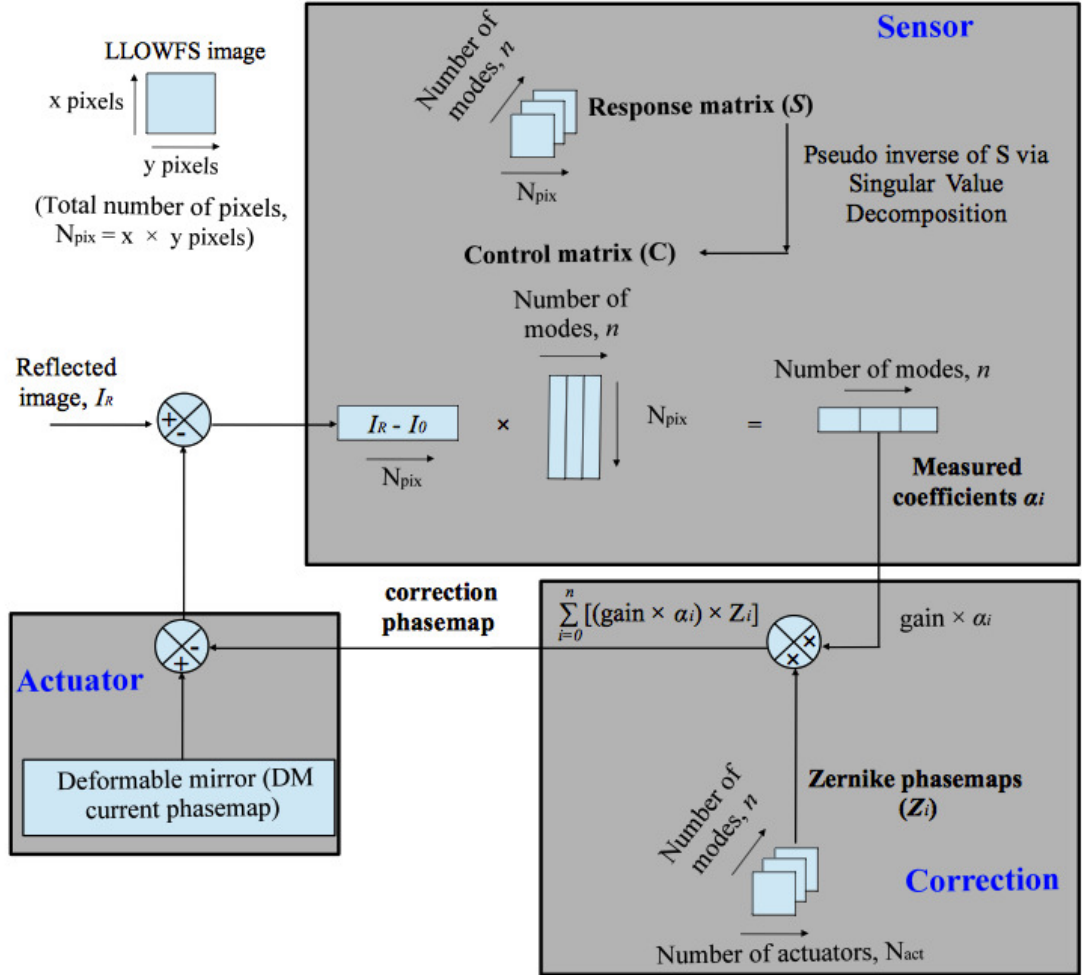 LLOWFS image
x pixels
y pixels
(Total number of pixels,
Npix = x × y pixels)
Sensor
Number of
modes, n
Response matrix (S)
Npix
Pseudo inverse of S via
Singular Value
Decomposition
Control matrix (C)
Number of
modes, n
Npix
Reflected
image, IR
+
-
IR - I0
Npix
×
=
Number of modes, n
Measured
coefficients αi
correction
phasemap
n
∑ [(gain × αi) × Zi]
i=0
gain × αi
×
×
Actuator
-
+
Deformable mirror (DM
current phasemap)
Zernike phasemaps
(Zi)
Number of
modes, n
Correction
Number of actuators, Nact